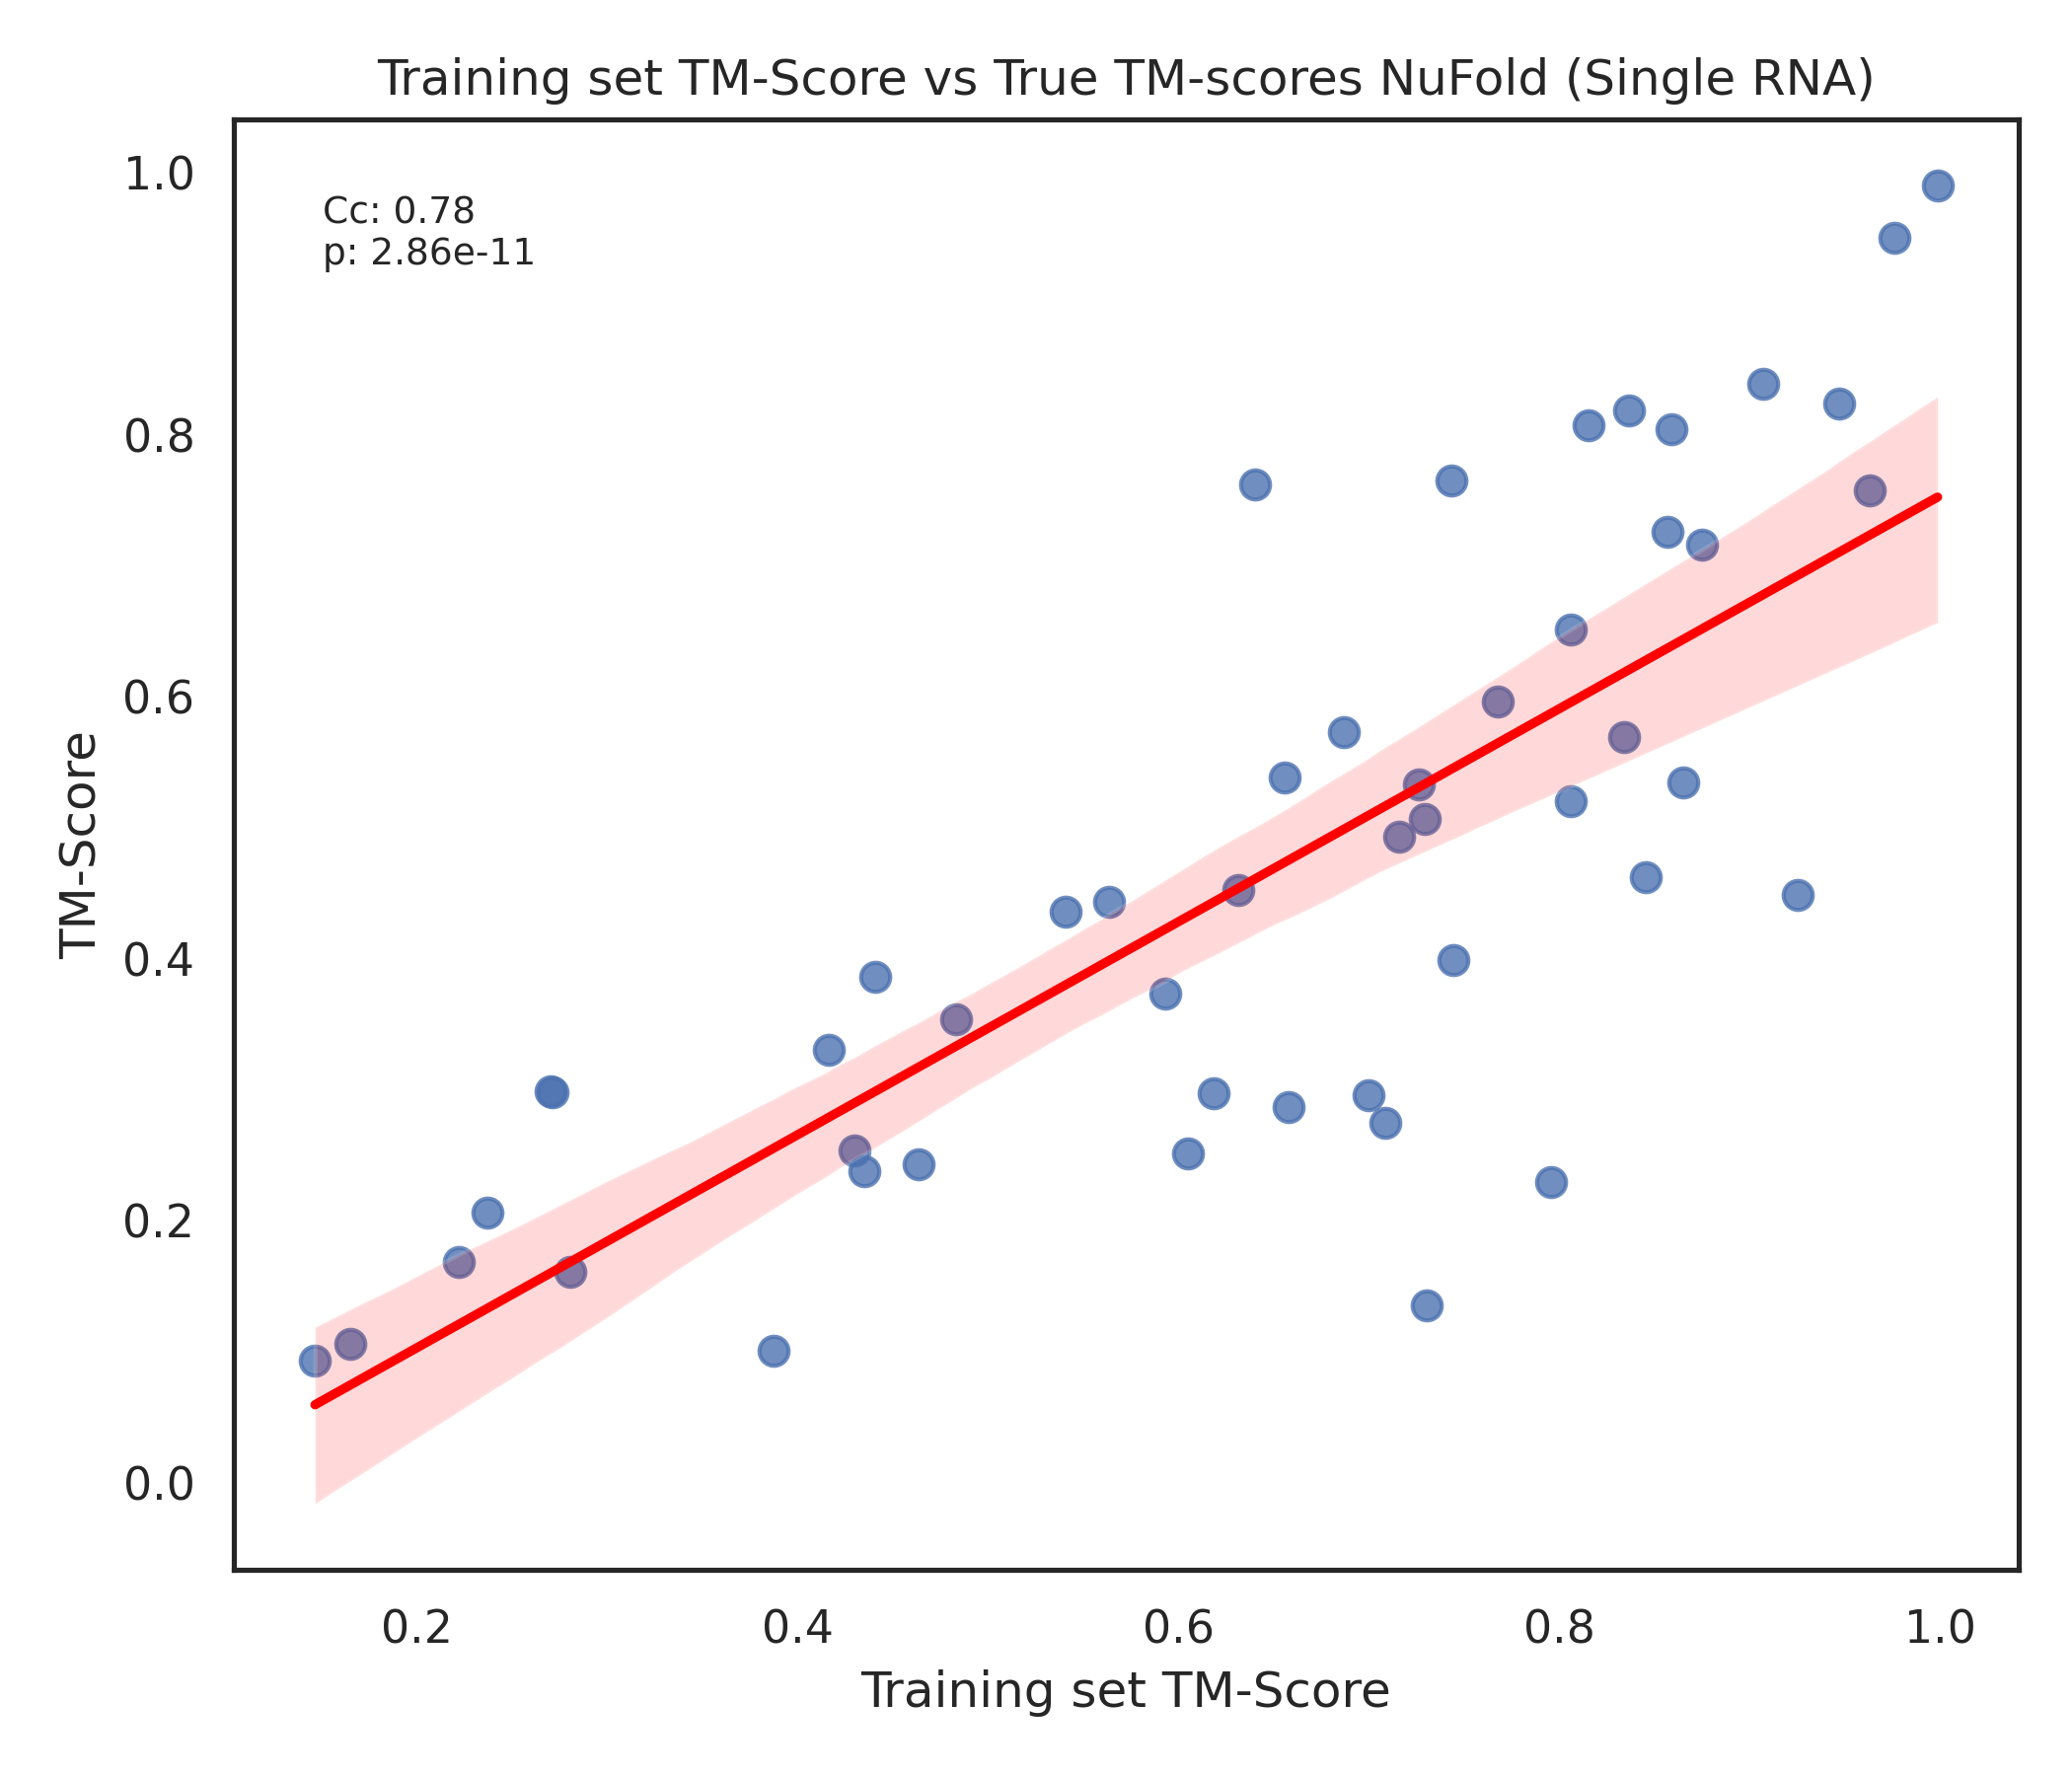 Training set TM-Score vs True TM-scores NuFold (Single RNA)
Cc: 0.78
p: 2.86e-11
1.0
0.8
0.6
0.4
0.2
0.0
TM-Score
0.2 0.4 0.6 0.8 1.0
Training set TM-Score